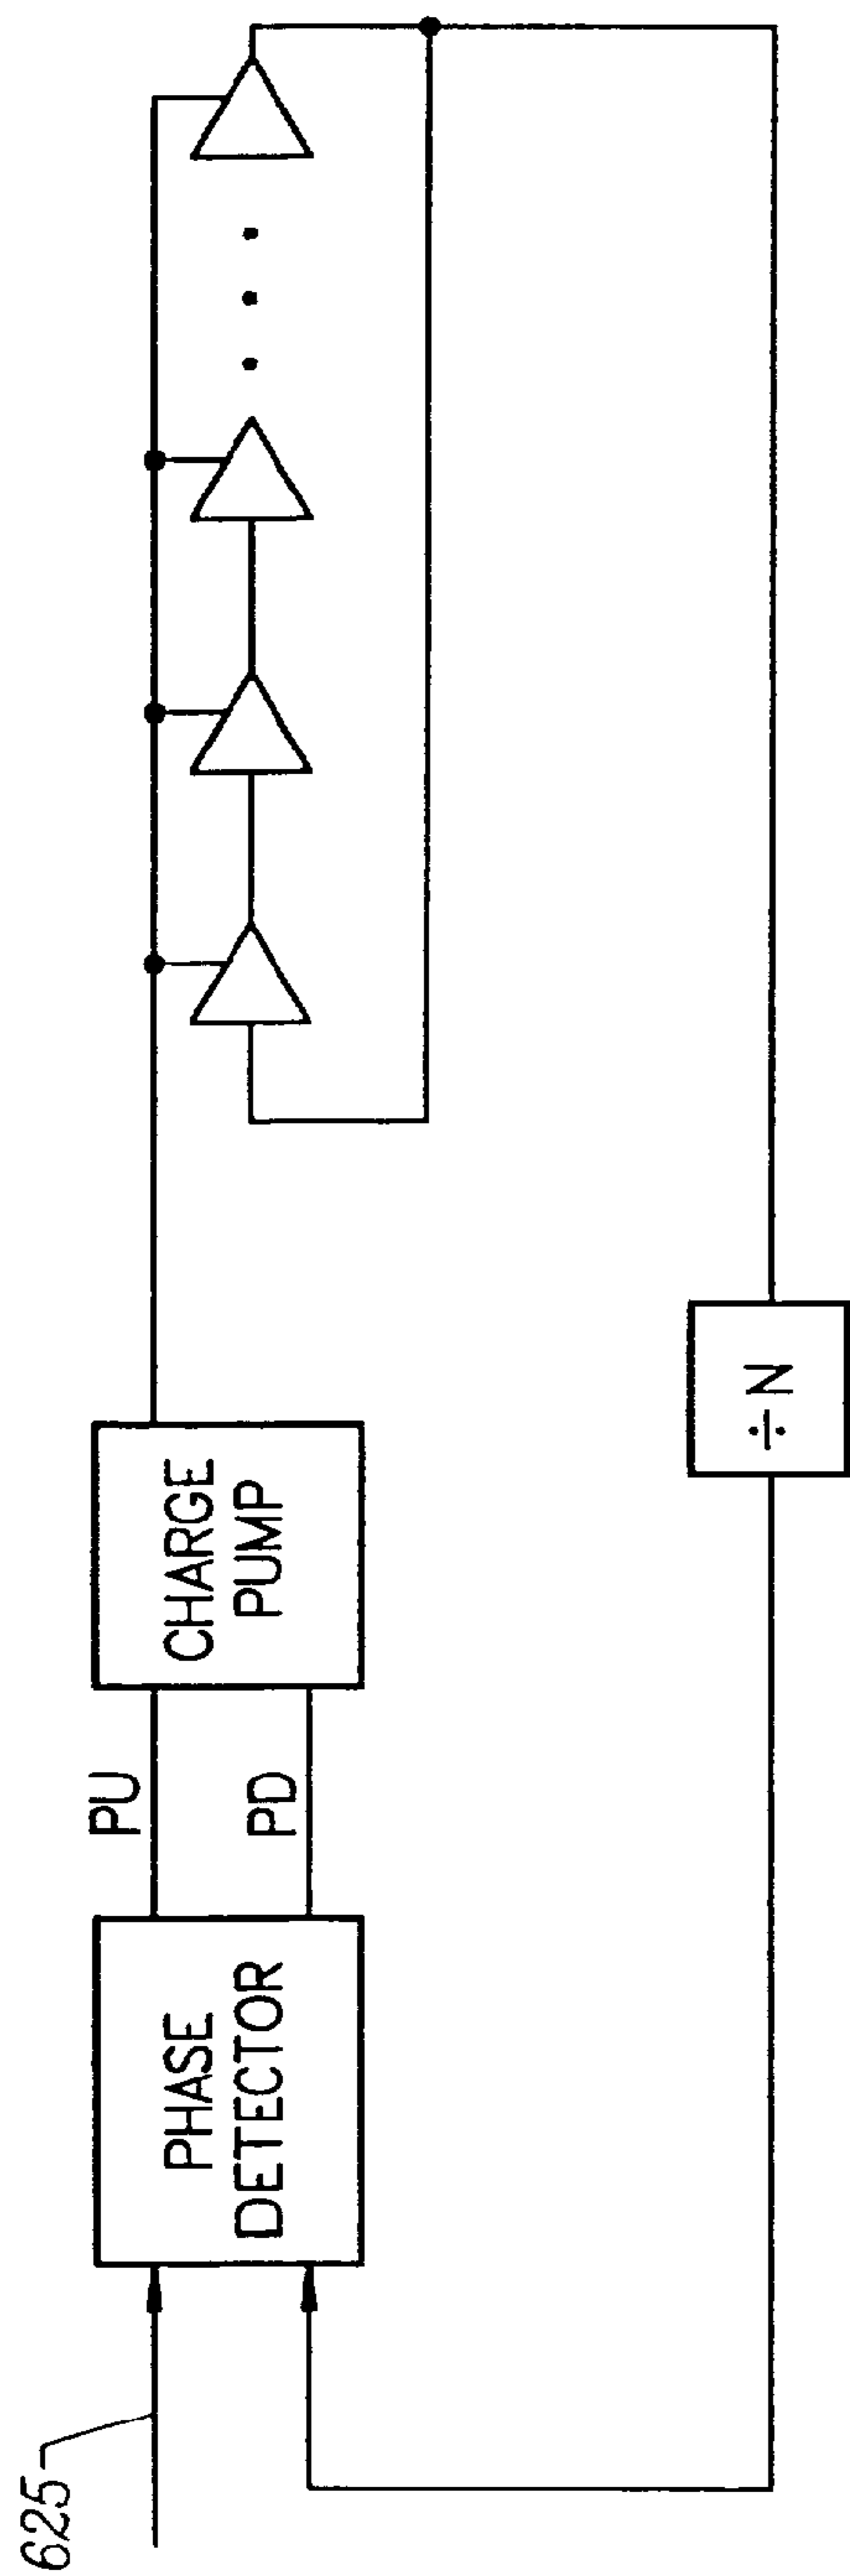 625
PHASE
DETECTOR
PU
PD
CHARGE
PUMP
÷N